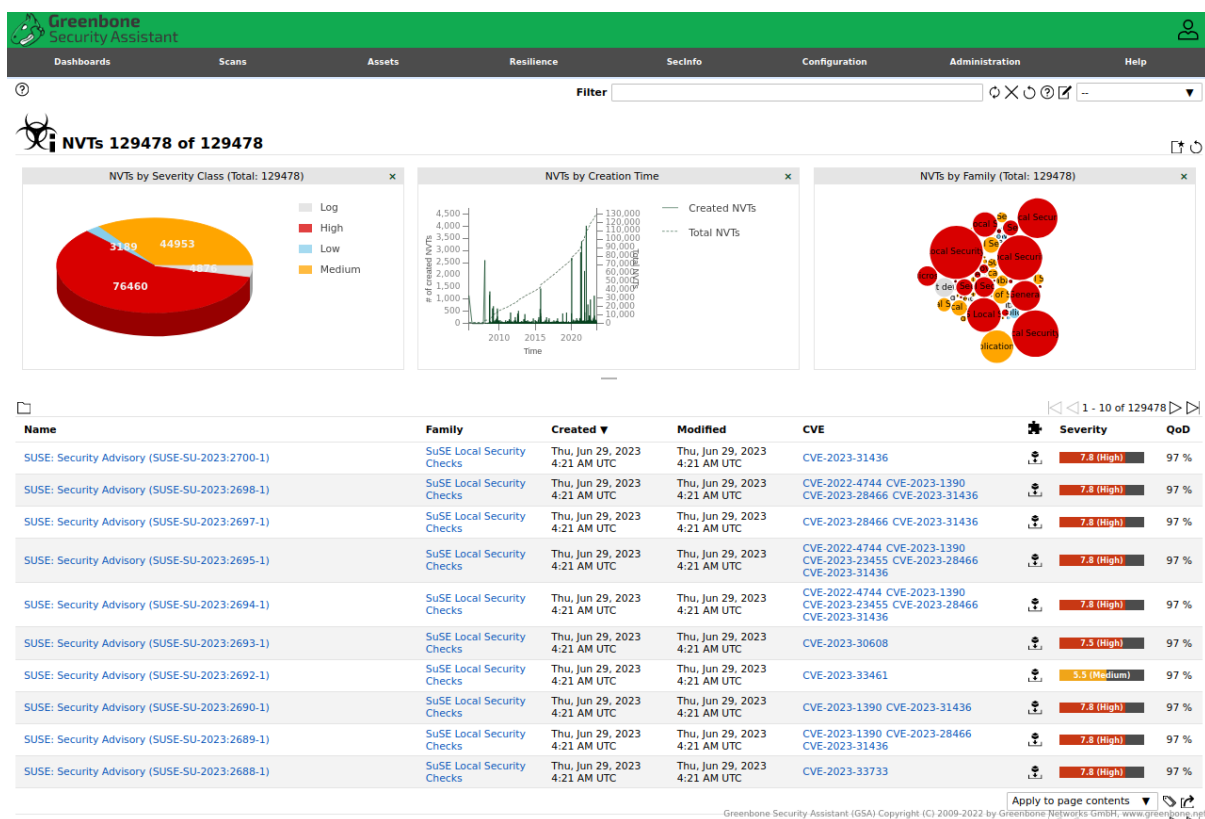 Greenbone
Security Assistant
Dashboards Scans Assets Resilience SecInfo Configuration Administration Help
Filter --
NVTs 129478 of 129478
NVTs by Severity Class (Total: 129478) ×
NVTs by Creation Time ×
NVTs by Family (Total: 129478) ×
Log
High
Low
Medium
3189
44953
4876
76460
4,500
4,000
3,500
3,000
2,500
2,000
1,500
1,000
500
0
# of created NVTs
130,000
120,000
110,000
100,000
90,000
80,000
70,000
60,000
50,000
40,000
30,000
20,000
10,000
0
Total NVTs
2010 2015 2020
Time
Created NVTs
Total NVTs
1 - 10 of 129478
Name Family Created ▼ Modified CVE Severity QoD
SUSE: Security Advisory (SUSE-SU-2023:2700-1) SuSE Local Security Checks Thu, Jun 29, 2023 4:21 AM UTC Thu, Jun 29, 2023 4:21 AM UTC CVE-2023-31436 7.8 (High) 97 %
SUSE: Security Advisory (SUSE-SU-2023:2698-1) SuSE Local Security Checks Thu, Jun 29, 2023 4:21 AM UTC Thu, Jun 29, 2023 4:21 AM UTC CVE-2022-4744 CVE-2023-1390 CVE-2023-28466 CVE-2023-31436 7.8 (High) 97 %
SUSE: Security Advisory (SUSE-SU-2023:2697-1) SuSE Local Security Checks Thu, Jun 29, 2023 4:21 AM UTC Thu, Jun 29, 2023 4:21 AM UTC CVE-2023-28466 CVE-2023-31436 7.8 (High) 97 %
SUSE: Security Advisory (SUSE-SU-2023:2695-1) SuSE Local Security Checks Thu, Jun 29, 2023 4:21 AM UTC Thu, Jun 29, 2023 4:21 AM UTC CVE-2022-4744 CVE-2023-1390 CVE-2023-23455 CVE-2023-28466 CVE-2023-31436 7.8 (High) 97 %
SUSE: Security Advisory (SUSE-SU-2023:2694-1) SuSE Local Security Checks Thu, Jun 29, 2023 4:21 AM UTC Thu, Jun 29, 2023 4:21 AM UTC CVE-2022-4744 CVE-2023-1390 CVE-2023-23455 CVE-2023-28466 CVE-2023-31436 7.8 (High) 97 %
SUSE: Security Advisory (SUSE-SU-2023:2693-1) SuSE Local Security Checks Thu, Jun 29, 2023 4:21 AM UTC Thu, Jun 29, 2023 4:21 AM UTC CVE-2023-30608 7.5 (High) 97 %
SUSE: Security Advisory (SUSE-SU-2023:2692-1) SuSE Local Security Checks Thu, Jun 29, 2023 4:21 AM UTC Thu, Jun 29, 2023 4:21 AM UTC CVE-2023-33461 5.5 (Medium) 97 %
SUSE: Security Advisory (SUSE-SU-2023:2690-1) SuSE Local Security Checks Thu, Jun 29, 2023 4:21 AM UTC Thu, Jun 29, 2023 4:21 AM UTC CVE-2023-1390 CVE-2023-31436 7.8 (High) 97 %
SUSE: Security Advisory (SUSE-SU-2023:2689-1) SuSE Local Security Checks Thu, Jun 29, 2023 4:21 AM UTC Thu, Jun 29, 2023 4:21 AM UTC CVE-2023-1390 CVE-2023-28466 CVE-2023-31436 7.8 (High) 97 %
SUSE: Security Advisory (SUSE-SU-2023:2688-1) SuSE Local Security Checks Thu, Jun 29, 2023 4:21 AM UTC Thu, Jun 29, 2023 4:21 AM UTC CVE-2023-33733 7.8 (High) 97 %
Apply to page contents ▼
Greenbone Security Assistant (GSA) Copyright (C) 2009-2022 by Greenbone Networks GmbH, www.greenbone.net